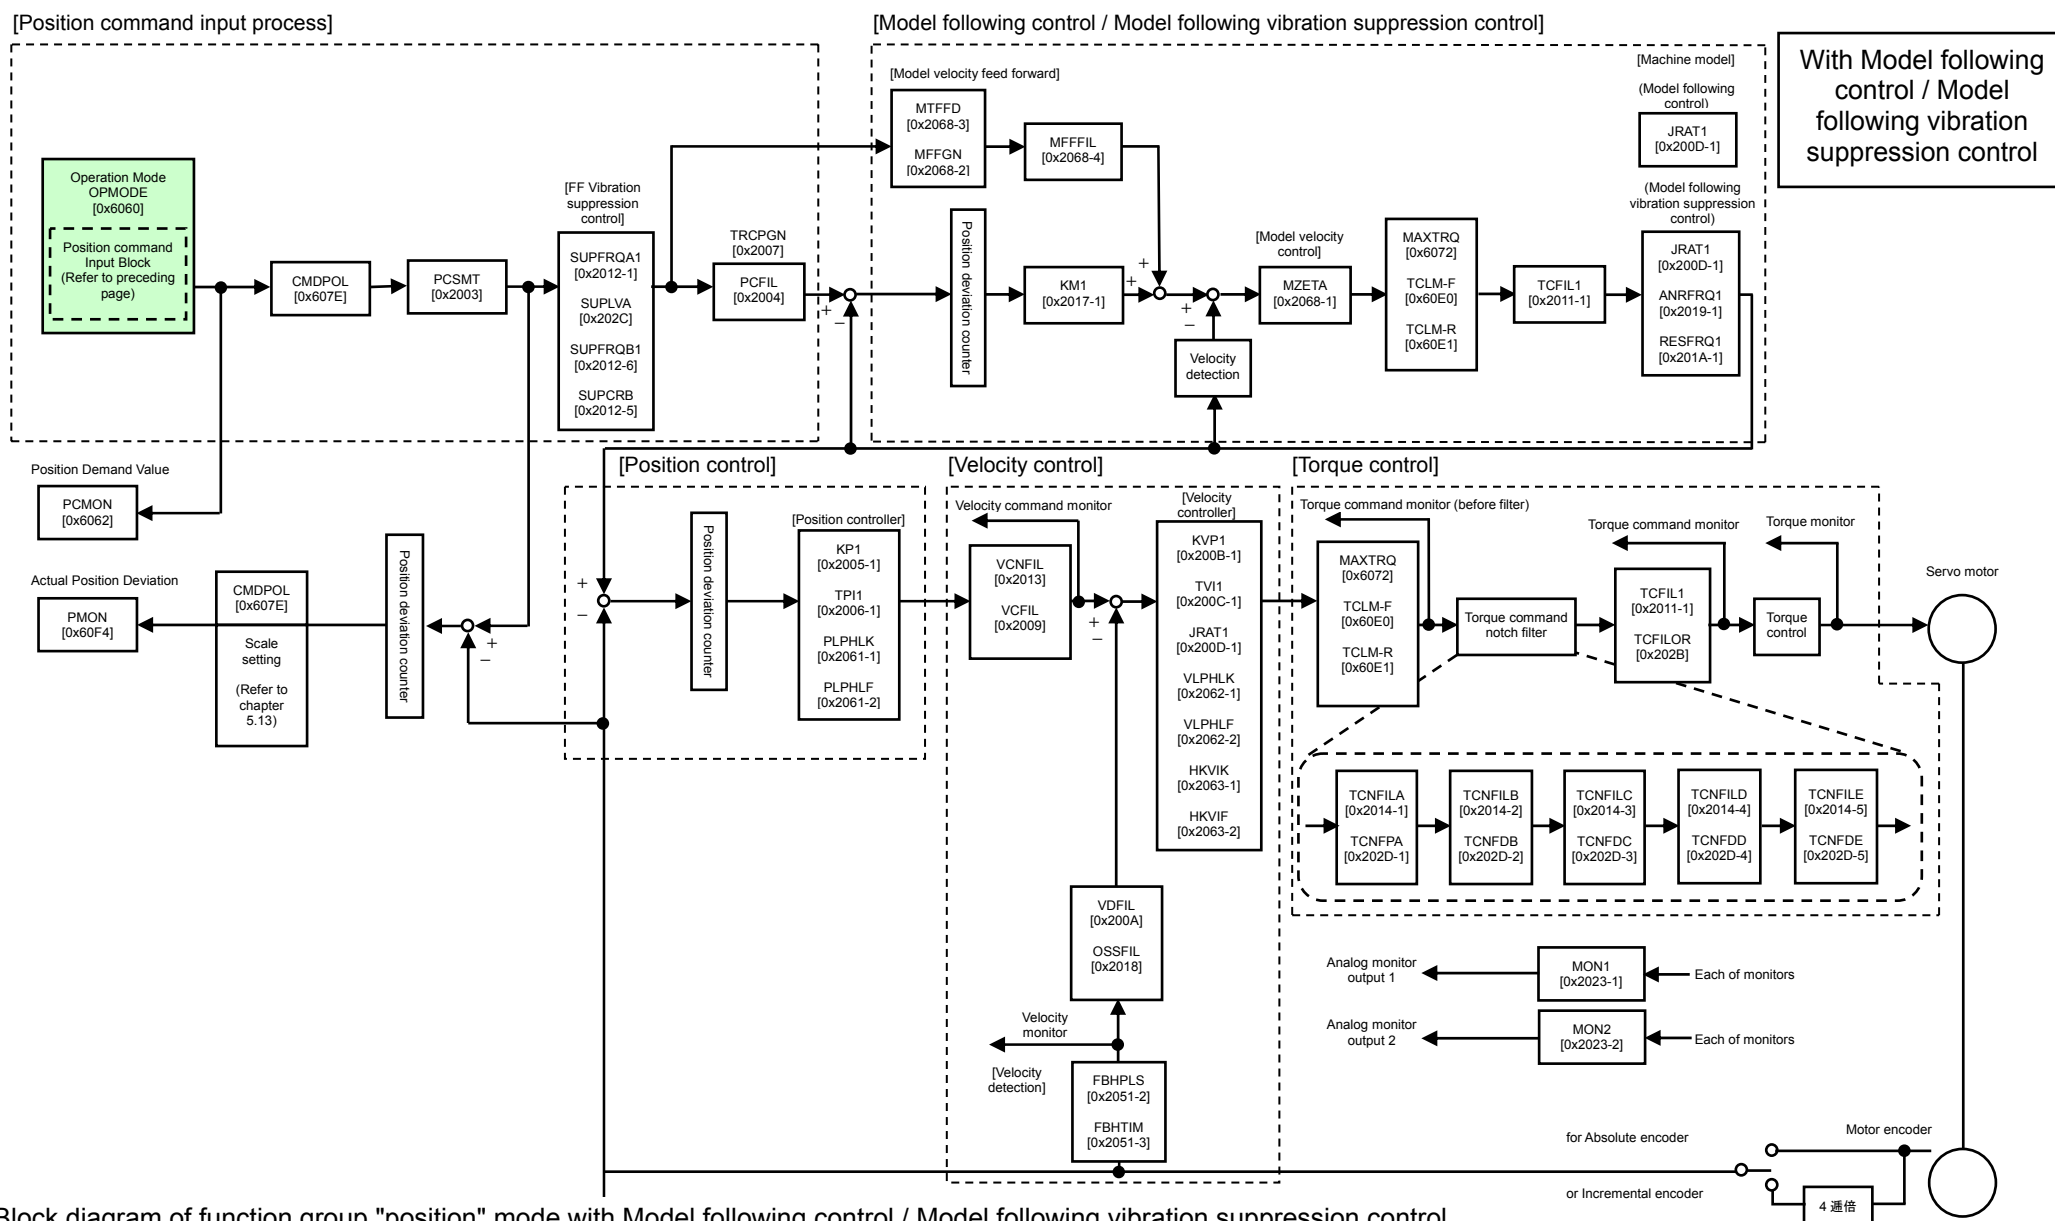 [Position command input process]
[Model following control / Model following vibration suppression control]
With Model following
control / Model
following vibration
suppression control
Operation Mode
OPMODE
[0x6060]
Position command
Input Block
(Refer to preceding
page)
CMDPOL
[0x607E]
PCSMT
[0x2003]
[FF Vibration
suppression
control]
SUPFRQA1
[0x2012-1]
SUPLVA
[0x202C]
SUPFRQB1
[0x2012-6]
SUPCRB
[0x2012-5]
TRCPGN
[0x2007]
PCFIL
[0x2004]
+
−
[Model velocity feed forward]
MTFFD
[0x2068-3]
MFFGN
[0x2068-2]
MFFFIL
[0x2068-4]
Position deviation counter
KM1
[0x2017-1]
+
+
+
−
Velocity
detection
[Model velocity
control]
MZETA
[0x2068-1]
MAXTRQ
[0x6072]
TCLM-F
[0x60E0]
TCLM-R
[0x60E1]
TCFIL1
[0x2011-1]
[Machine model]
(Model following
control)
JRAT1
[0x200D-1]
(Model following
vibration suppression
control)
JRAT1
[0x200D-1]
ANRFRQ1
[0x2019-1]
RESFRQ1
[0x201A-1]
Position Demand Value
PCMON
[0x6062]
Actual Position Deviation
PMON
[0x60F4]
CMDPOL
[0x607E]
Scale
setting
(Refer to
chapter
5.13)
Position deviation counter
+
−
[Position control]
+
−
Position deviation counter
[Position controller]
KP1
[0x2005-1]
TPI1
[0x2006-1]
PLPHLK
[0x2061-1]
PLPHLF
[0x2061-2]
[Velocity control]
Velocity command monitor
VCNFIL
[0x2013]
VCFIL
[0x2009]
+
−
[Velocity
controller]
KVP1
[0x200B-1]
TVI1
[0x200C-1]
JRAT1
[0x200D-1]
VLPHLK
[0x2062-1]
VLPHLF
[0x2062-2]
HKVIK
[0x2063-1]
HKVIF
[0x2063-2]
VDFIL
[0x200A]
OSSFIL
[0x2018]
Velocity
monitor
[Velocity
detection]
FBHPLS
[0x2051-2]
FBHTIM
[0x2051-3]
[Torque control]
Torque command monitor (before filter)
MAXTRQ
[0x6072]
TCLM-F
[0x60E0]
TCLM-R
[0x60E1]
Torque command
notch filter
Torque command monitor
TCFIL1
[0x2011-1]
TCFILOR
[0x202B]
Torque monitor
Torque
control
Servo motor
TCNFILA
[0x2014-1]
TCNFPA
[0x202D-1]
TCNFILB
[0x2014-2]
TCNFDB
[0x202D-2]
TCNFILC
[0x2014-3]
TCNFDC
[0x202D-3]
TCNFILD
[0x2014-4]
TCNFDD
[0x202D-4]
TCNFILE
[0x2014-5]
TCNFDE
[0x202D-5]
Analog monitor
output 1
MON1
[0x2023-1]
Each of monitors
Analog monitor
output 2
MON2
[0x2023-2]
Each of monitors
for Absolute encoder
Motor encoder
or Incremental encoder
4 逓倍
Block diagram of function group "position" mode with Model following control / Model following vibration suppression control